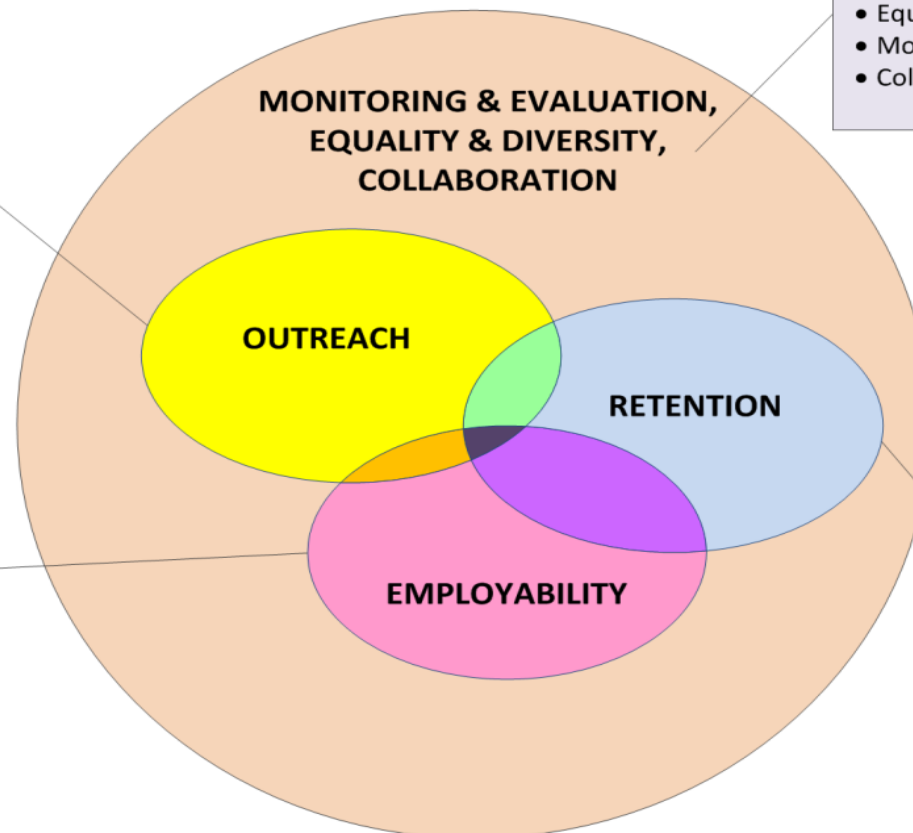 MONITORING & EVALUATION,
EQUALITY & DIVERSITY,
COLLABORATION
OUTREACH
RETENTION
EMPLOYABILITY